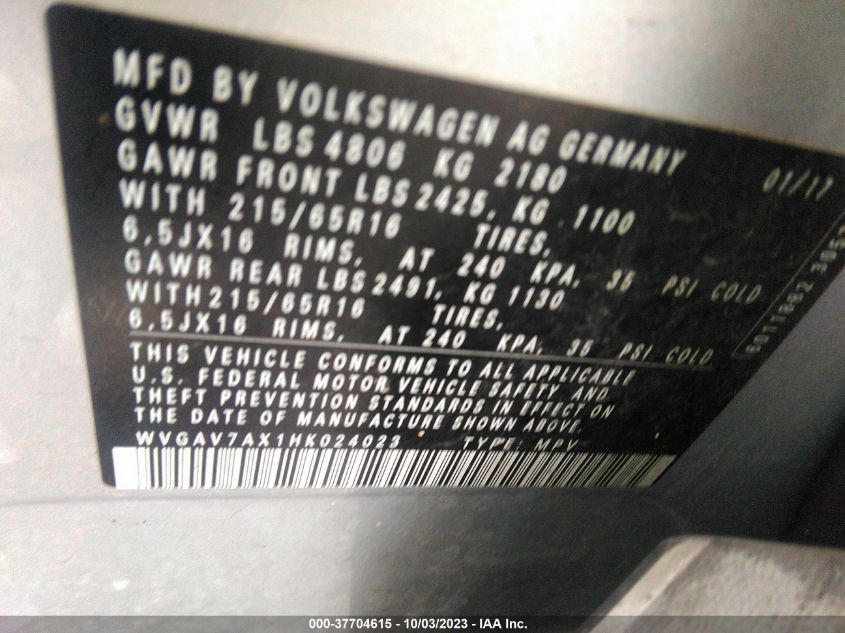 MFD BY VOLKSWAGEN AG GERMANY 01/17
GVWR LBS 4806 KG 2180
GAWR FRONT LBS 2425, KG 1100
WITH 215/65R16 TIRES,
6,5JX16 RIMS, AT 240 KPA, 35 PSI COLD
GAWR REAR LBS 2491, KG 1130
WITH 215/65R16 TIRES,
6,5JX16 RIMS, AT 240 KPA, 35 PSI COLD
THIS VEHICLE CONFORMS TO ALL APPLICABLE
U.S. FEDERAL MOTOR VEHICLE SAFETY AND
THEFT PREVENTION STANDARDS IN EFFECT ON
THE DATE OF MANUFACTURE SHOWN ABOVE.
WVGAV7AX1HK024023 TYPE: MPV
000-37704615 - 10/03/2023 - IAA Inc.